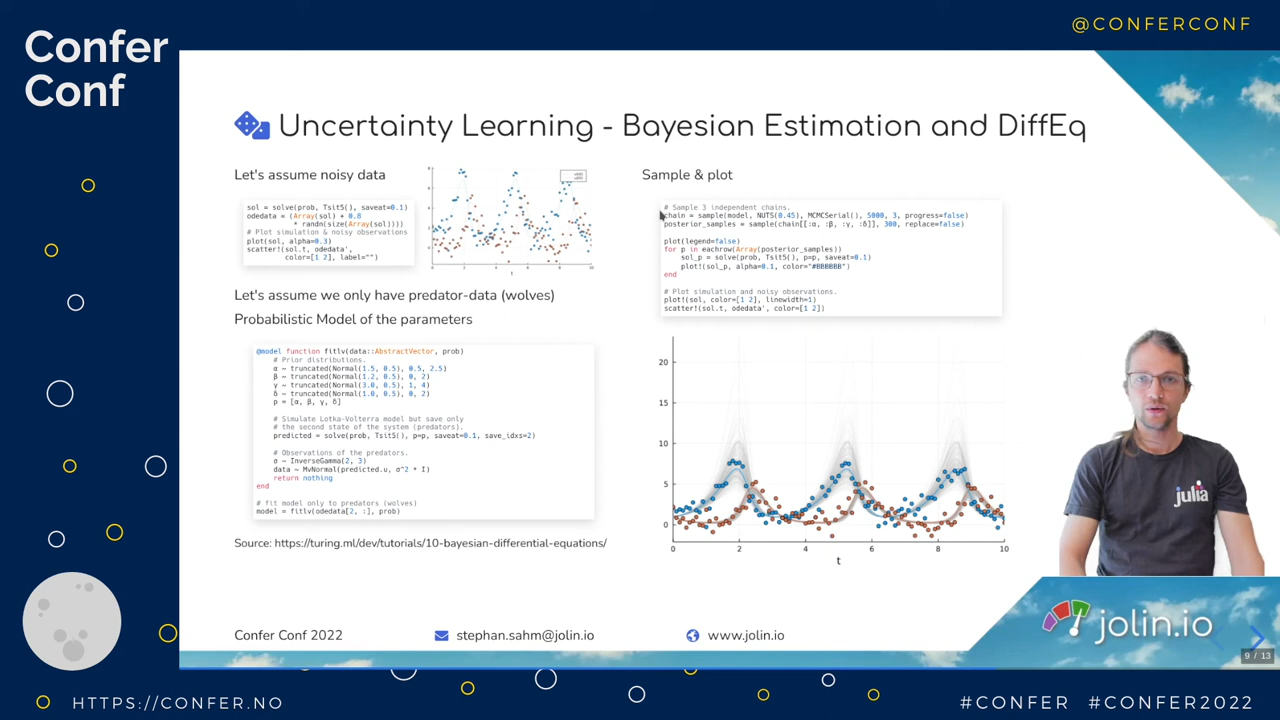 Confer
Conf
@CONFERCONF
Uncertainty Learning - Bayesian Estimation and DiffEq
Let's assume noisy data
sol = solve(prob, Tsit5(), saveat=0.1)
odedata = (Array(sol) + 0.8
* randn(size(Array(sol))))
# Plot simulation & noisy observations
plot(sol, alpha=0.3)
scatter!(sol.t, odedata',
color=[1 2], label="")
t
Let's assume we only have predator-data (wolves)
Probabilistic Model of the parameters
@model function fitlv(data::AbstractVector, prob)
# Prior distributions.
α ~ truncated(Normal(1.5, 0.5), 0.5, 2.5)
β ~ truncated(Normal(1.2, 0.5), 0, 2)
γ ~ truncated(Normal(3.0, 0.5), 1, 4)
δ ~ truncated(Normal(1.0, 0.5), 0, 2)
p = [α, β, γ, δ]
# Simulate Lotka-Volterra model but save only
# the second state of the system (predators).
predicted = solve(prob, Tsit5(), p=p, saveat=0.1, save_idxs=2)
# Observations of the predators.
σ ~ InverseGamma(2, 3)
data ~ MvNormal(predicted.u, σ^2 * I)
return nothing
end
# fit model only to predators (wolves)
model = fitlv(odedata[2, :], prob)
Source: https://turing.ml/dev/tutorials/10-bayesian-differential-equations/
Sample & plot
# Sample 3 independent chains.
chain = sample(model, NUTS(0.45), MCMCSerial(), 5000, 3, progress=false)
posterior_samples = sample(chain[[:α, :β, :γ, :δ]], 300, replace=false)
plot(legend=false)
for p in eachrow(Array(posterior_samples))
sol_p = solve(prob, Tsit5(), p=p, saveat=0.1)
plot!(sol_p, alpha=0.1, color="#BBBBBB")
end
# Plot simulation and noisy observations.
plot!(sol, color=[1 2], linewidth=1)
scatter!(sol.t, odedata', color=[1 2])
20
15
10
5
0
0 2 4 6 8 10
t
julia
jolin.io
Confer Conf 2022
stephan.sahm@jolin.io
www.jolin.io
9 / 13
HTTPS://CONFER.NO
#CONFER #CONFER2022